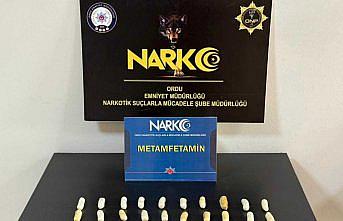 NARKO
ORDU
EMNİYET MÜDÜRLÜĞÜ
NARKOTİK SUÇLARLA MÜCADELE ŞUBE MÜDÜRLÜĞÜ
NARKO
METAMFETAMİN